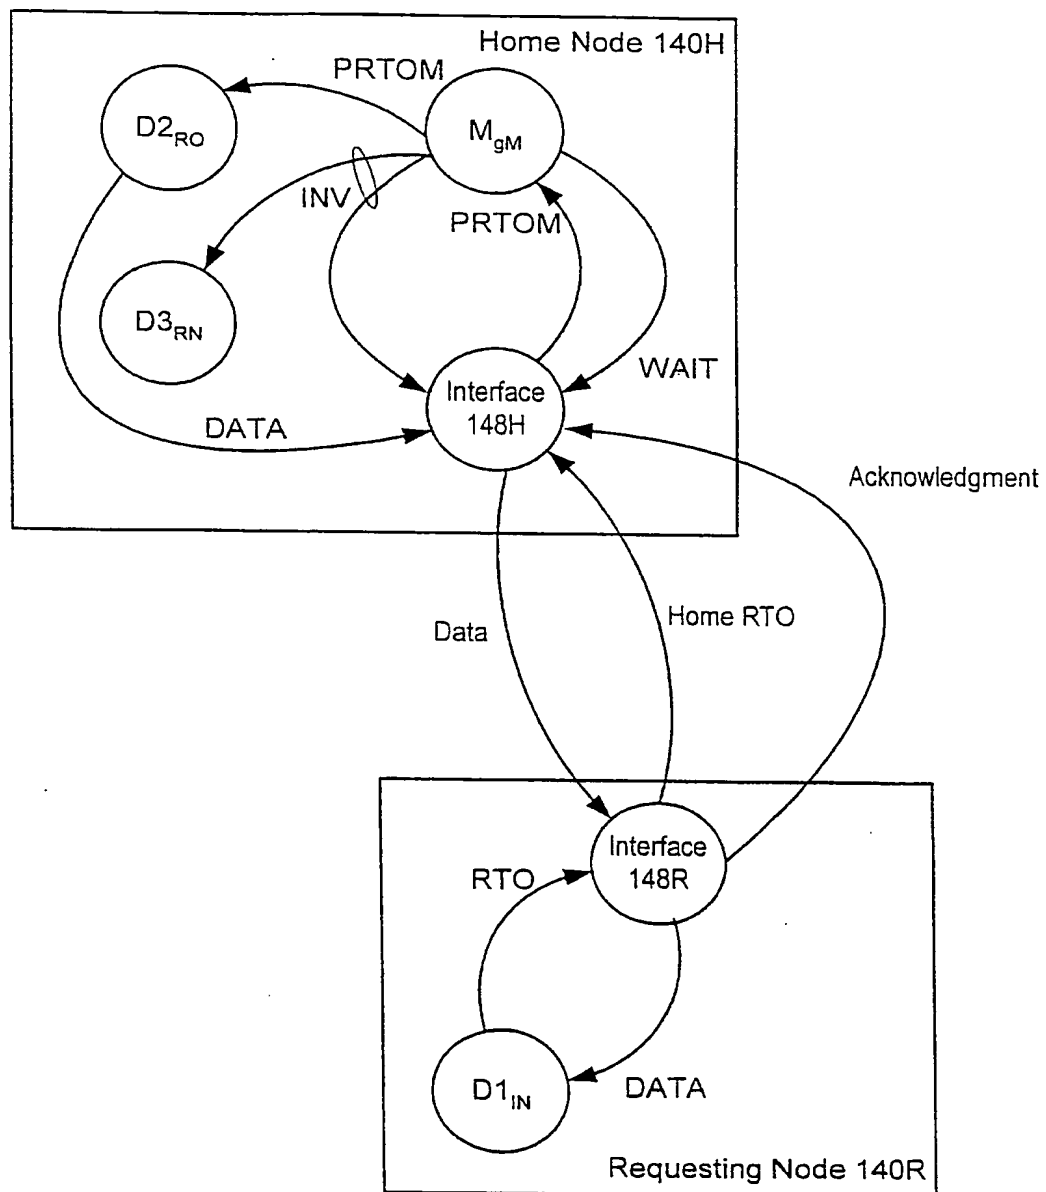 Home Node 140H
PRTOM
D2RO
MgM
INV
PRTOM
D3RN
WAIT
Interface
148H
DATA
Acknowledgment
Data
Home RTO
Interface
148R
RTO
D1IN
DATA
Requesting Node 140R